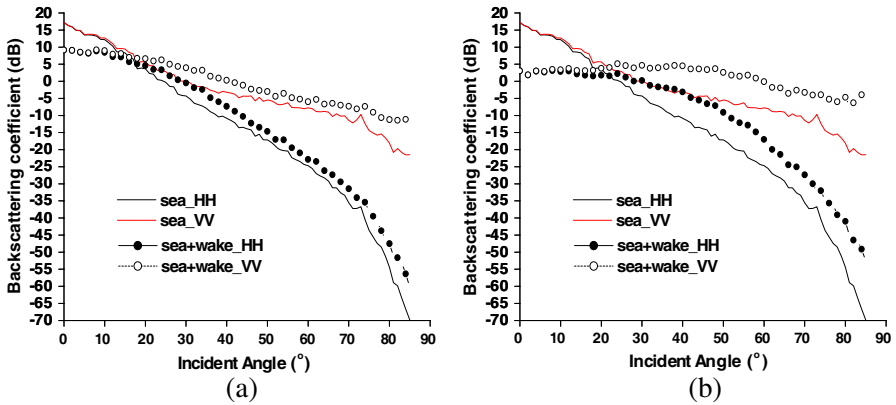 20
15
10
5
0
-5
-10
-15
-20
-25
-30
-35
-40
-45
-50
-55
-60
-65
-70
Backscattering coefficient (dB)
sea_HH
sea_VV
sea+wake_HH
sea+wake_VV
0 10 20 30 40 50 60 70 80 90
Incident Angle (°)
(a)
20
15
10
5
0
-5
-10
-15
-20
-25
-30
-35
-40
-45
-50
-55
-60
-65
-70
Backscattering coefficient (dB)
sea_HH
sea_VV
sea+wake_HH
sea+wake_VV
0 10 20 30 40 50 60 70 80 90
Incident Angle (°)
(b)